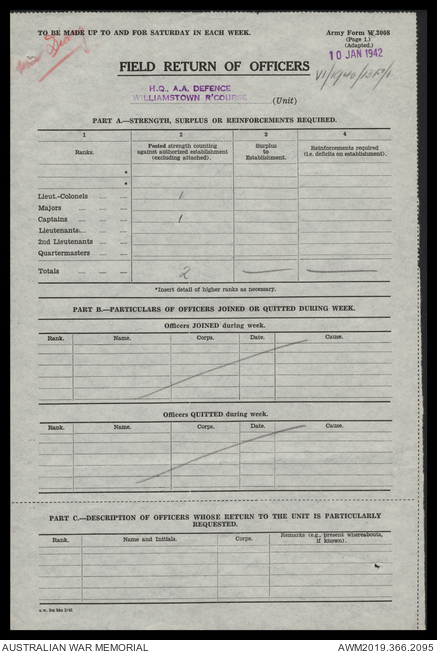 TO BE MADE UP TO AND FOR SATURDAY IN EACH WEEK.
Army Form W.3008
(Page 1.)
(Adapted.)
10 JAN 1942
FIELD RETURN OF OFFICERS
H.Q., A.A. DEFENCE
WILLIAMSTOWN R'COURSE
(Unit)
PART A.—STRENGTH, SURPLUS OR REINFORCEMENTS REQUIRED.
1 2 3 4
Ranks. Posted strength counting against authorized establishment (excluding attached). Surplus to Establishment. Reinforcements required (i.e. deficits on establishment).
*
*
Lieut.-Colonels 1
Majors
Captains 1
Lieutenants
2nd Lieutenants
Quartermasters
Totals 2
*Insert detail of higher ranks as necessary.
PART B.—PARTICULARS OF OFFICERS JOINED OR QUITTED DURING WEEK.
Officers JOINED during week.
Rank. Name. Corps. Date. Cause.
Officers QUITTED during week.
Rank. Name. Corps. Date. Cause.
PART C.—DESCRIPTION OF OFFICERS WHOSE RETURN TO THE UNIT IS PARTICULARLY
REQUESTED.
Rank. Name and Initials. Corps. Remarks (e.g., present whereabouts, if known).
AUSTRALIAN WAR MEMORIAL AWM2019.366.2095